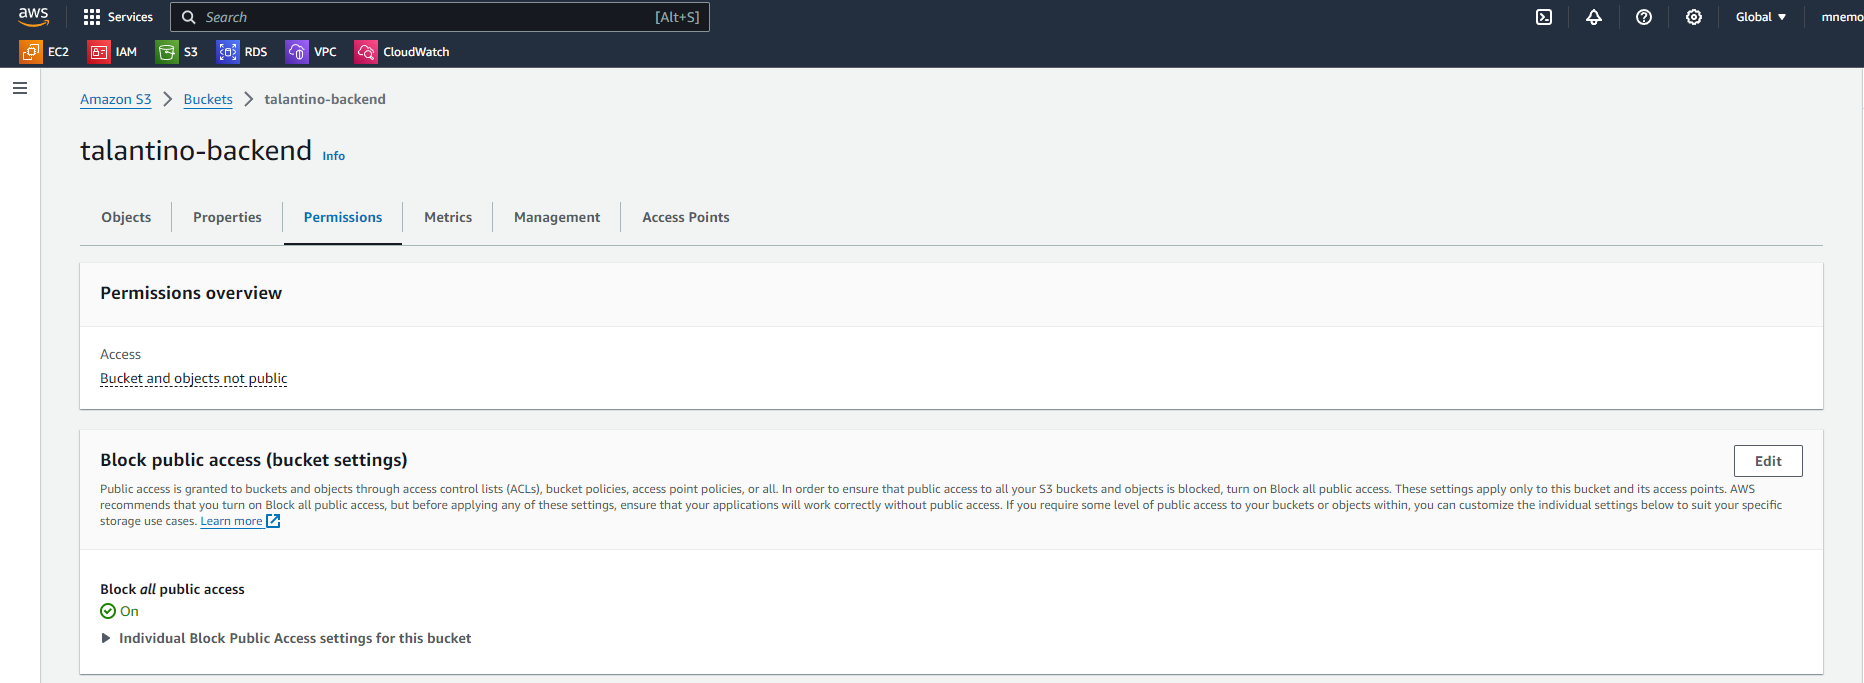 aws
Services
Search
[Alt+S]
Global
mnemo
EC2
IAM
S3
RDS
VPC
CloudWatch
Amazon S3
Buckets
talantino-backend
talantino-backend
Info
Objects
Properties
Permissions
Metrics
Management
Access Points
Permissions overview
Access
Bucket and objects not public
Block public access (bucket settings)
Edit
Public access is granted to buckets and objects through access control lists (ACLs), bucket policies, access point policies, or all. In order to ensure that public access to all your S3 buckets and objects is blocked, turn on Block all public access. These settings apply only to this bucket and its access points. AWS
recommends that you turn on Block all public access, but before applying any of these settings, ensure that your applications will work correctly without public access. If you require some level of public access to your buckets or objects within, you can customize the individual settings below to suit your specific
storage use cases. Learn more
Block all public access
On
Individual Block Public Access settings for this bucket